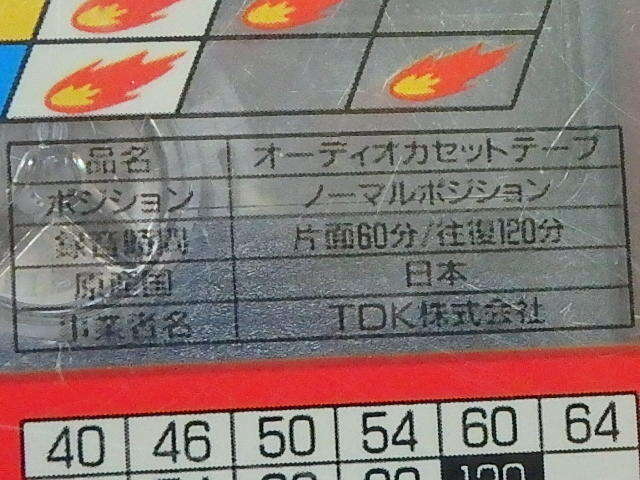 品名 オーディオカセットテープ
ポジション ノーマルポジション
録音時間 片面60分/往復120分
原産国 日本
事業者名 TDK株式会社
40 46 50 54 60 64
120